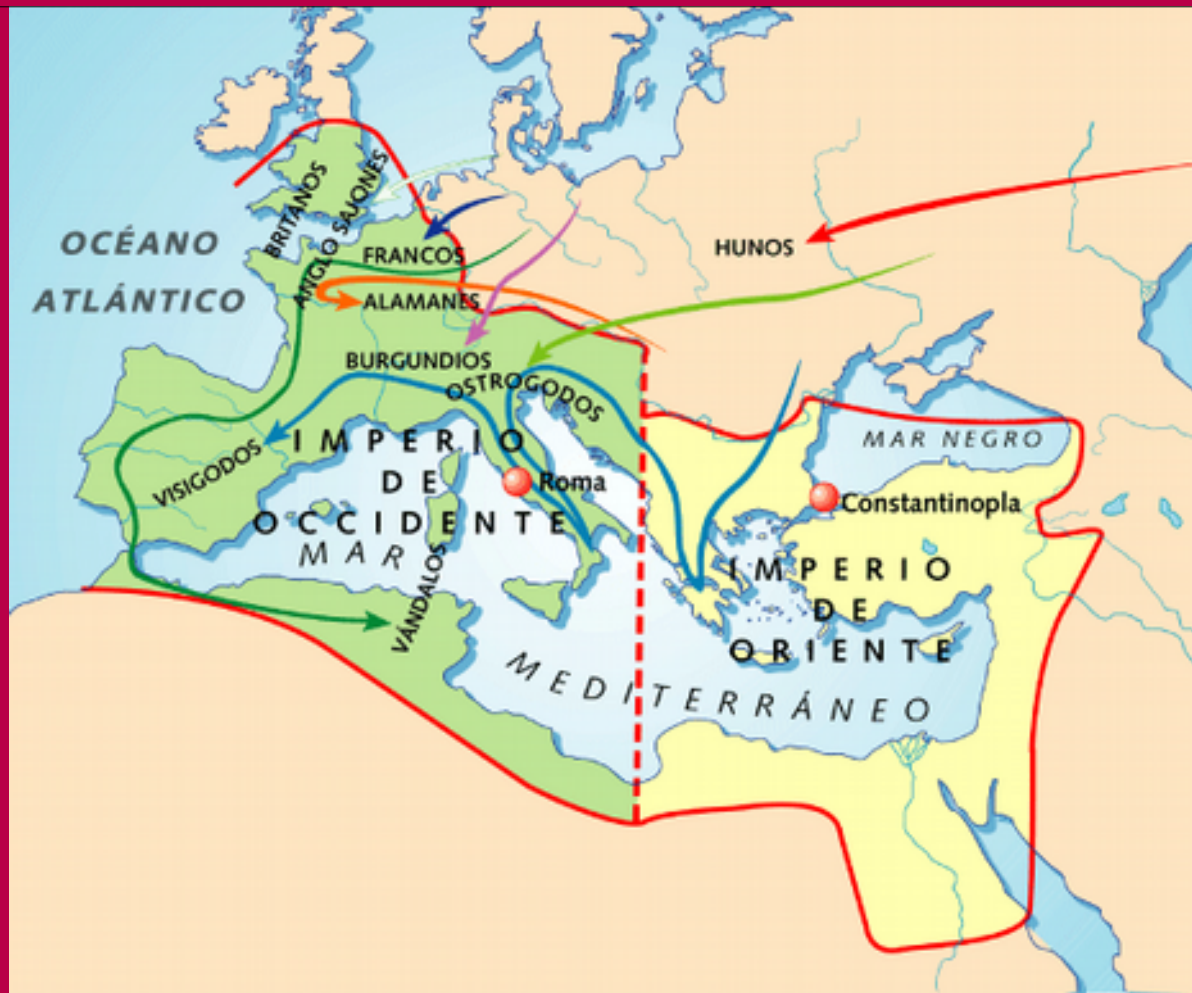 BRITANOS
ANGLO SAJONES
OCÉANO
ATLÁNTICO
FRANCOS
HUNOS
ALAMANES
BURGUNDIOS
OSTROGODOS
VISIGODOS
IMPERIO
DE
OCCIDENTE
Roma
MAR NEGRO
Constantinopla
IMPERIO
DE
ORIENTE
VÁNDALOS
MAR
MEDITERRÁNEO